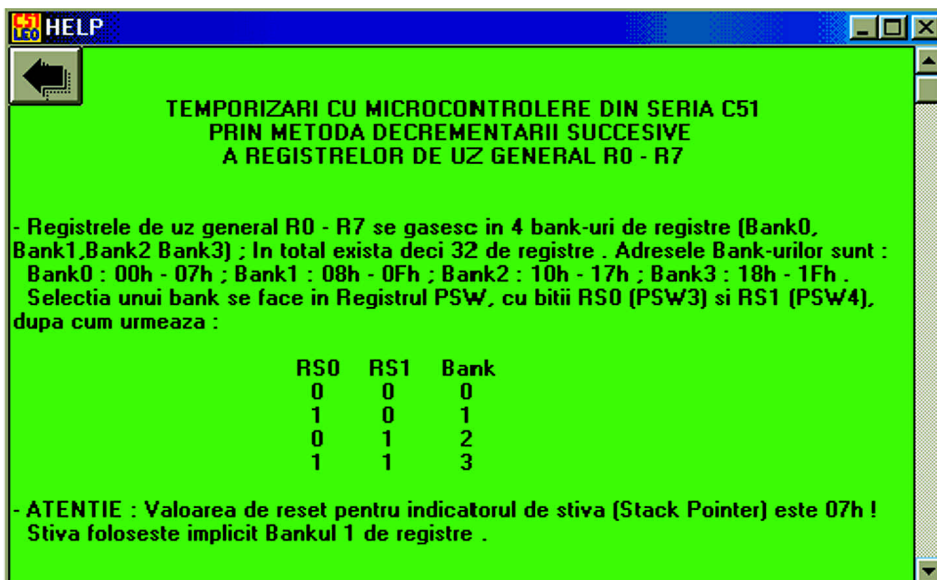 C51
LEO HELP
TEMPORIZARI CU MICROCONTROLERE DIN SERIA C51
PRIN METODA DECREMENTARII SUCCESIVE
A REGISTRELOR DE UZ GENERAL R0 - R7
- Registrele de uz general R0 - R7 se gasesc in 4 bank-uri de registre (Bank0,
Bank1,Bank2 Bank3) ; In total exista deci 32 de registre . Adresele Bank-urilor sunt :
Bank0 : 00h - 07h ; Bank1 : 08h - 0Fh ; Bank2 : 10h - 17h ; Bank3 : 18h - 1Fh .
Selectia unui bank se face in Registrul PSW, cu bitii RS0 (PSW3) si RS1 (PSW4),
dupa cum urmeaza :
RS0 RS1 Bank
0 0 0
1 0 1
0 1 2
1 1 3
- ATENTIE : Valoarea de reset pentru indicatorul de stiva (Stack Pointer) este 07h !
Stiva foloseste implicit Bankul 1 de registre .